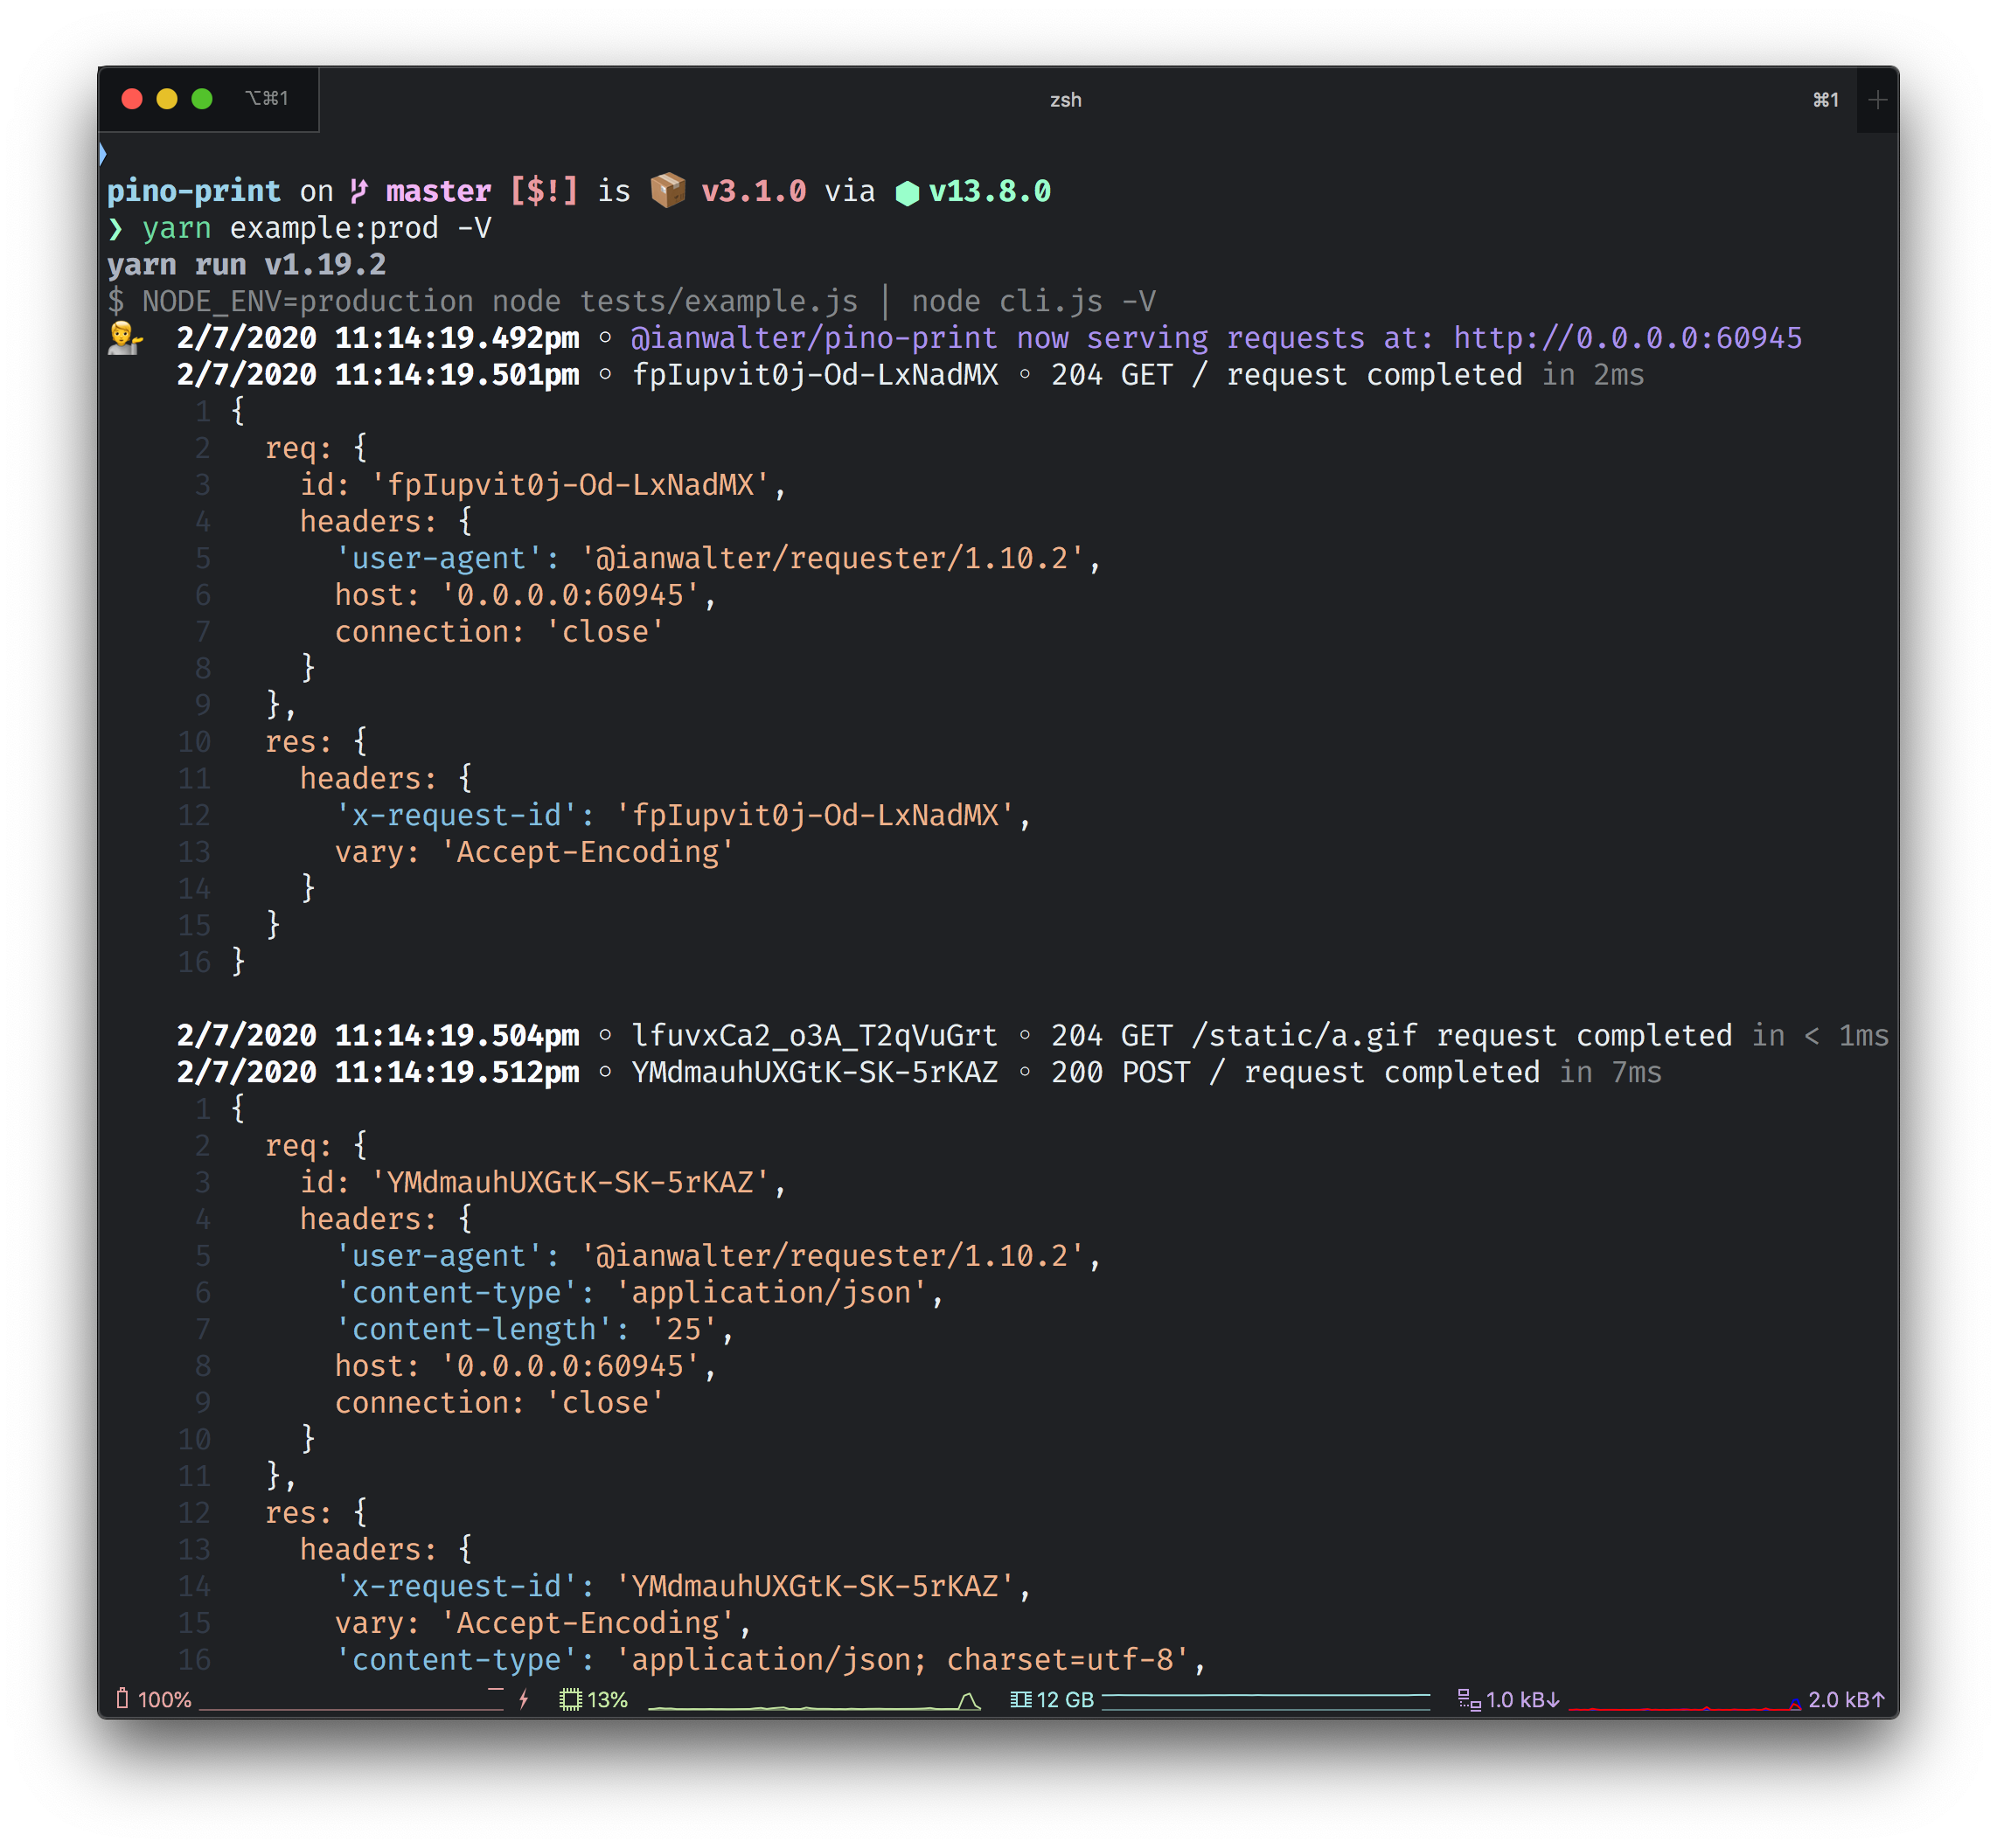 ⌥⌘1 zsh ⌘1 +
pino-print on master [$!] is 📦 v3.1.0 via ⬢ v13.8.0
❯ yarn example:prod -V
yarn run v1.19.2
$ NODE_ENV=production node tests/example.js | node cli.js -V
💁 2/7/2020 11:14:19.492pm ◦ @ianwalter/pino-print now serving requests at: http://0.0.0.0:60945
2/7/2020 11:14:19.501pm ◦ fpIupvit0j-Od-LxNadMX ◦ 204 GET / request completed in 2ms
1 {
2   req: {
3     id: 'fpIupvit0j-Od-LxNadMX',
4     headers: {
5       'user-agent': '@ianwalter/requester/1.10.2',
6       host: '0.0.0.0:60945',
7       connection: 'close'
8     }
9   },
10   res: {
11     headers: {
12       'x-request-id': 'fpIupvit0j-Od-LxNadMX',
13       vary: 'Accept-Encoding'
14     }
15   }
16 }
2/7/2020 11:14:19.504pm ◦ lfuvxCa2_o3A_T2qVuGrt ◦ 204 GET /static/a.gif request completed in < 1ms
2/7/2020 11:14:19.512pm ◦ YMdmauhUXGtK-SK-5rKAZ ◦ 200 POST / request completed in 7ms
1 {
2   req: {
3     id: 'YMdmauhUXGtK-SK-5rKAZ',
4     headers: {
5       'user-agent': '@ianwalter/requester/1.10.2',
6       'content-type': 'application/json',
7       'content-length': '25',
8       host: '0.0.0.0:60945',
9       connection: 'close'
10     }
11   },
12   res: {
13     headers: {
14       'x-request-id': 'YMdmauhUXGtK-SK-5rKAZ',
15       vary: 'Accept-Encoding',
16       'content-type': 'application/json; charset=utf-8',
100% 13% 12 GB 1.0 kB↓ 2.0 kB↑